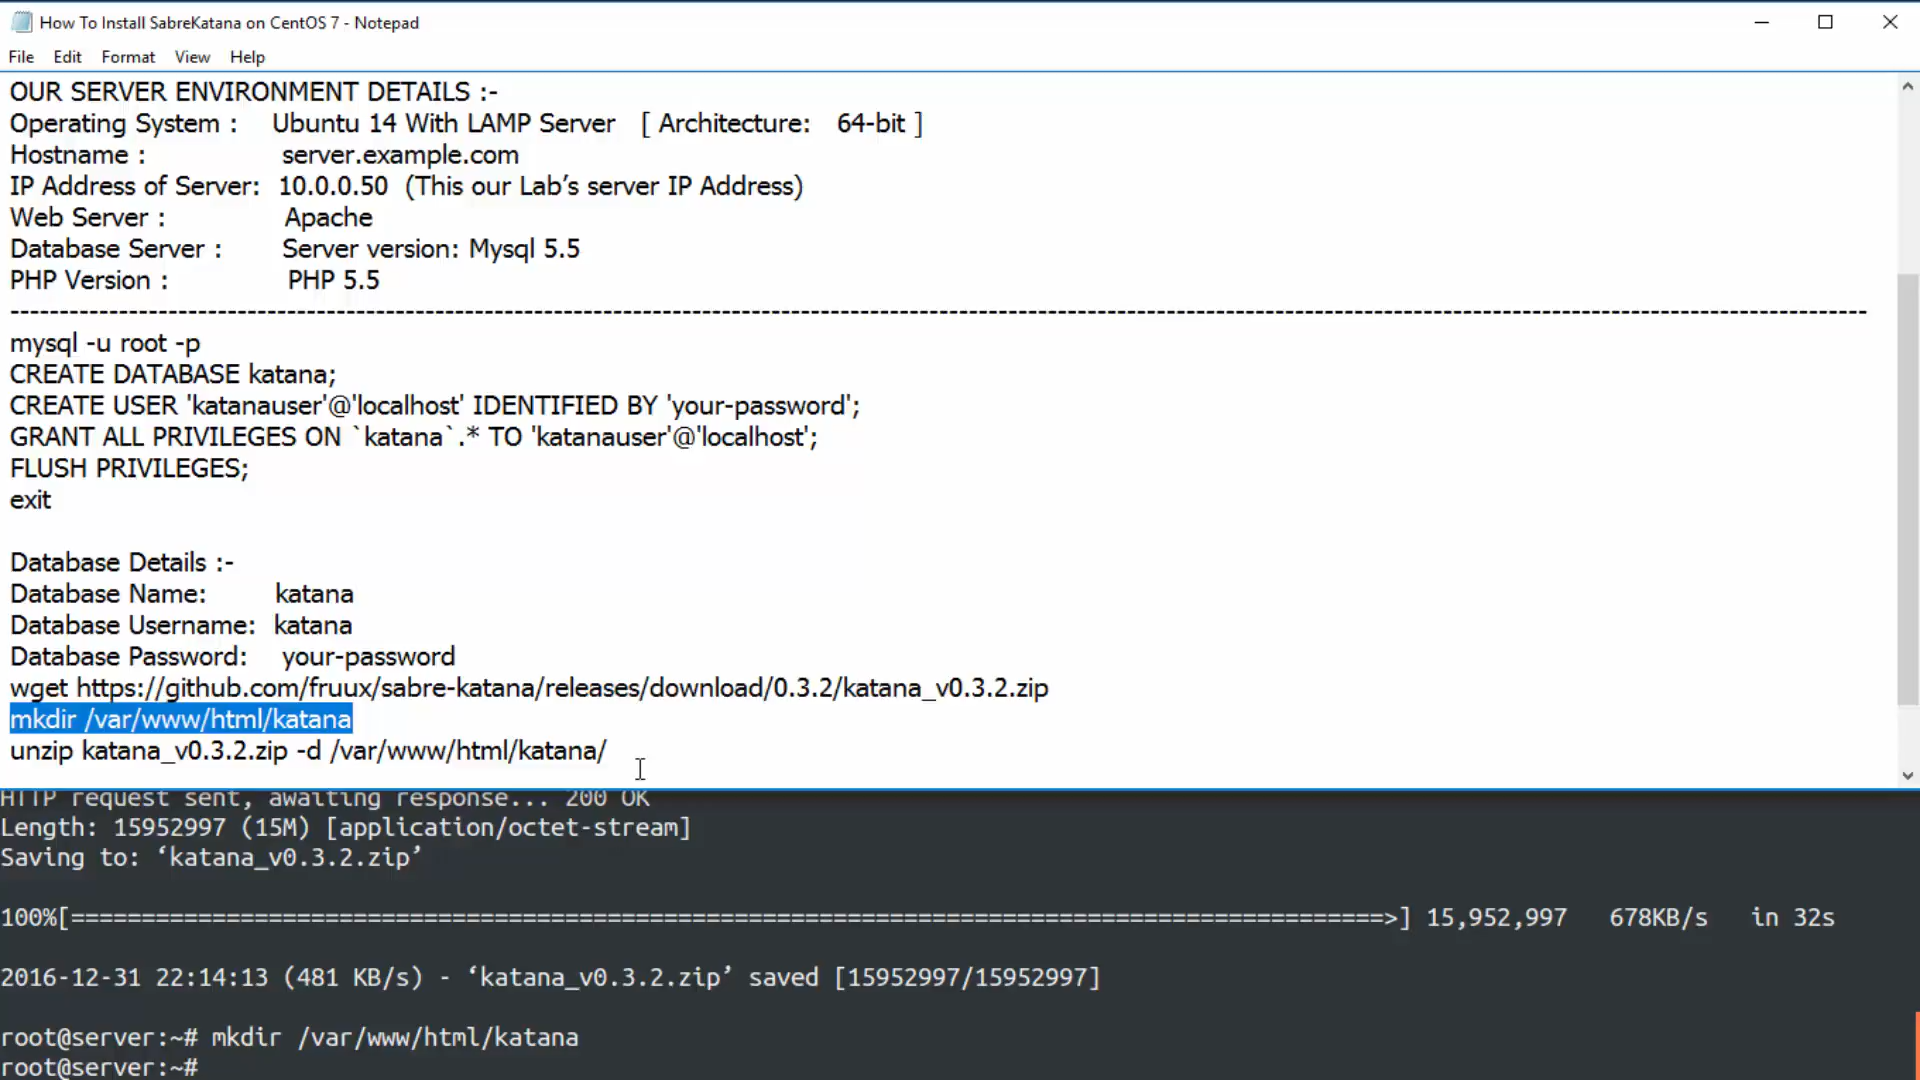 How To Install SabreKatana on CentOS 7 - Notepad
File Edit Format View Help
OUR SERVER ENVIRONMENT DETAILS :-
Operating System : Ubuntu 14 With LAMP Server [ Architecture: 64-bit ]
Hostname : server.example.com
IP Address of Server: 10.0.0.50 (This our Lab’s server IP Address)
Web Server : Apache
Database Server : Server version: Mysql 5.5
PHP Version : PHP 5.5
--------------------------------------------------------------------------------------------------------------------------------------------------------------------------------------------
mysql -u root -p
CREATE DATABASE katana;
CREATE USER 'katanauser'@'localhost' IDENTIFIED BY 'your-password';
GRANT ALL PRIVILEGES ON `katana`.* TO 'katanauser'@'localhost';
FLUSH PRIVILEGES;
exit
Database Details :-
Database Name: katana
Database Username: katana
Database Password: your-password
wget https://github.com/fruux/sabre-katana/releases/download/0.3.2/katana_v0.3.2.zip
mkdir /var/www/html/katana
unzip katana_v0.3.2.zip -d /var/www/html/katana/
HTTP request sent, awaiting response... 200 OK
Length: 15952997 (15M) [application/octet-stream]
Saving to: ‘katana_v0.3.2.zip’
100%[============================================================================================>] 15,952,997 678KB/s in 32s
2016-12-31 22:14:13 (481 KB/s) - ‘katana_v0.3.2.zip’ saved [15952997/15952997]
root@server:~# mkdir /var/www/html/katana
root@server:~#